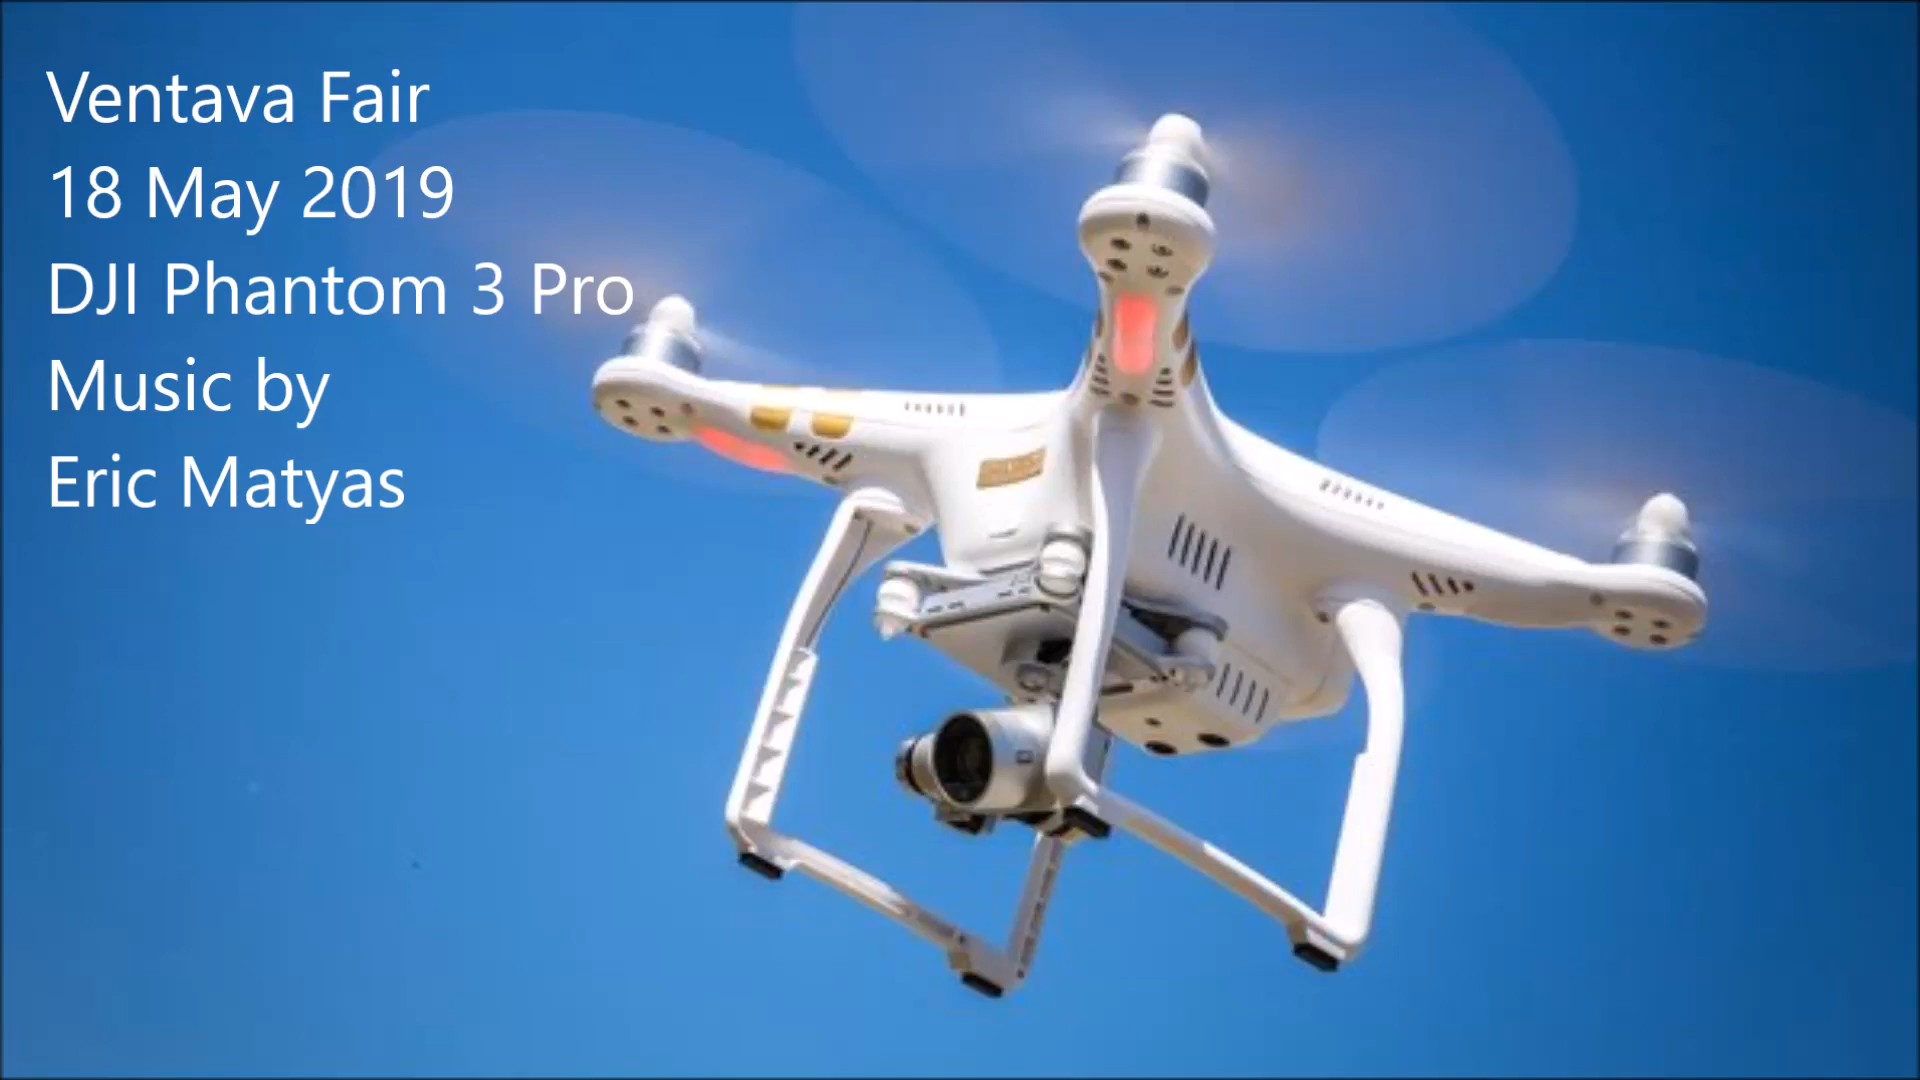 Ventava Fair
18 May 2019
DJI Phantom 3 Pro
Music by
Eric Matyas